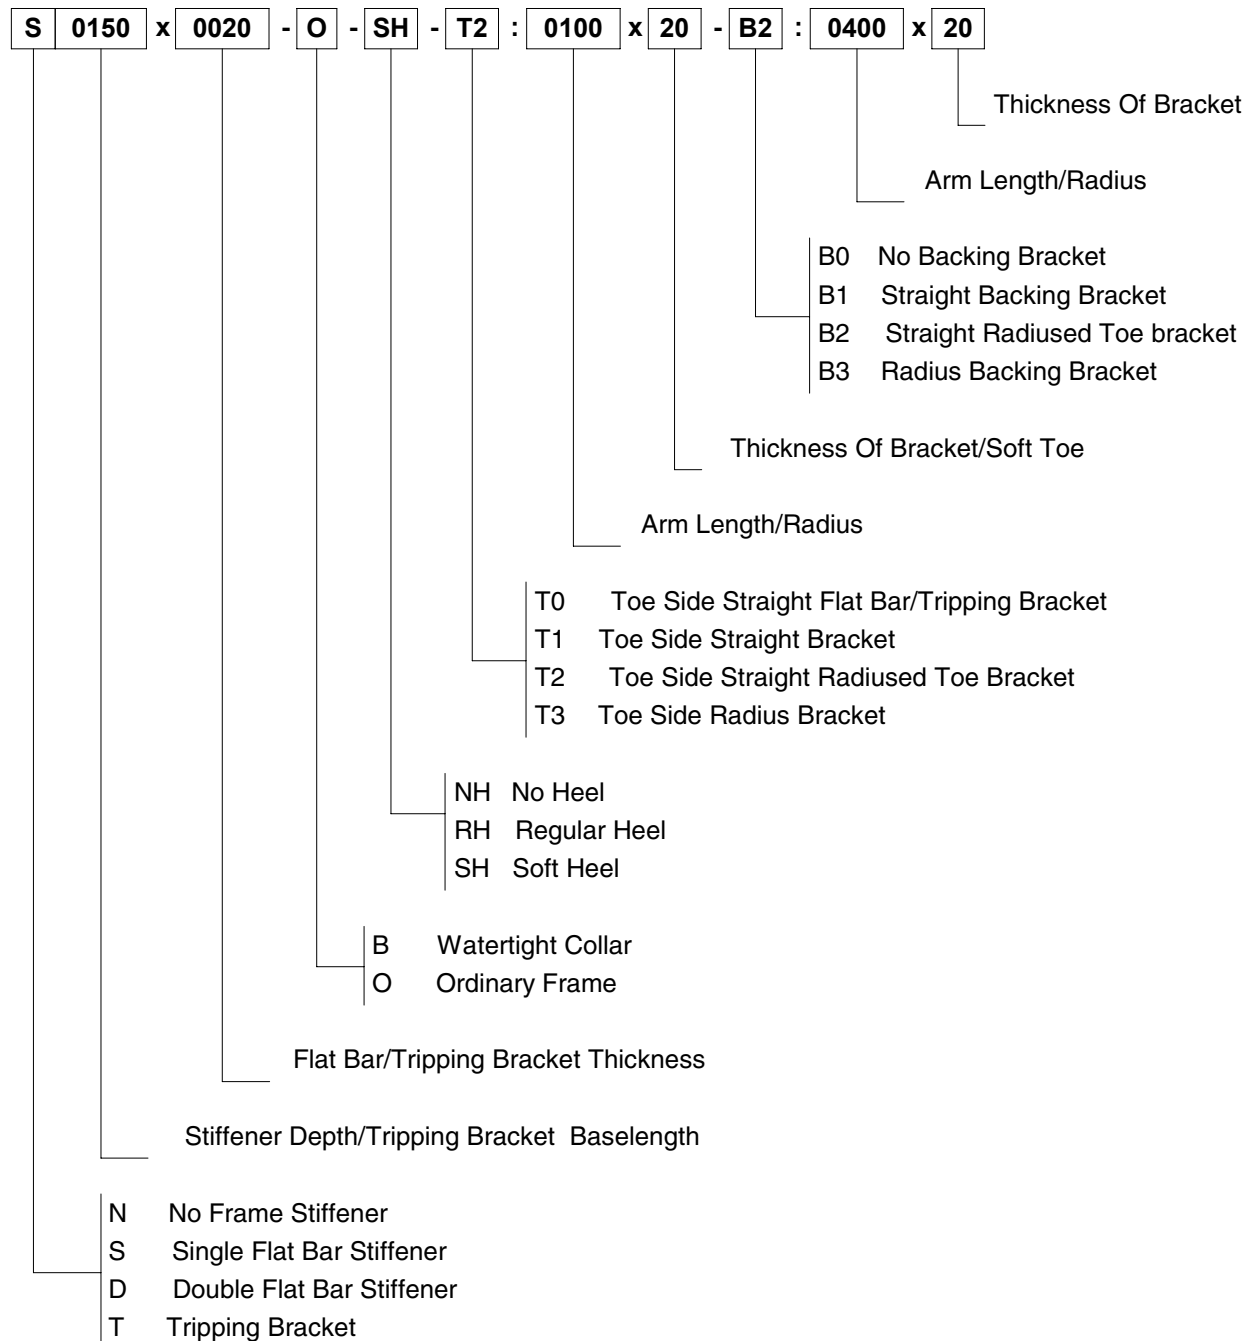 S 0150 x 0020 - O - SH - T2 : 0100 x 20 - B2 : 0400 x 20
Thickness Of Bracket
Arm Length/Radius
B0 No Backing Bracket
B1 Straight Backing Bracket
B2 Straight Radiused Toe bracket
B3 Radius Backing Bracket
Thickness Of Bracket/Soft Toe
Arm Length/Radius
T0 Toe Side Straight Flat Bar/Tripping Bracket
T1 Toe Side Straight Bracket
T2 Toe Side Straight Radiused Toe Bracket
T3 Toe Side Radius Bracket
NH No Heel
RH Regular Heel
SH Soft Heel
B Watertight Collar
O Ordinary Frame
Flat Bar/Tripping Bracket Thickness
Stiffener Depth/Tripping Bracket Baselength
N No Frame Stiffener
S Single Flat Bar Stiffener
D Double Flat Bar Stiffener
T Tripping Bracket